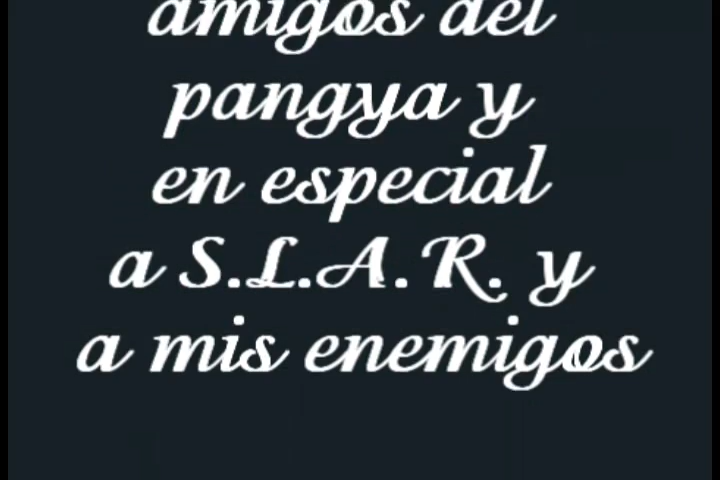 amigos del
pangya y
en especial
a S.L.A.R. y
a mis enemigos